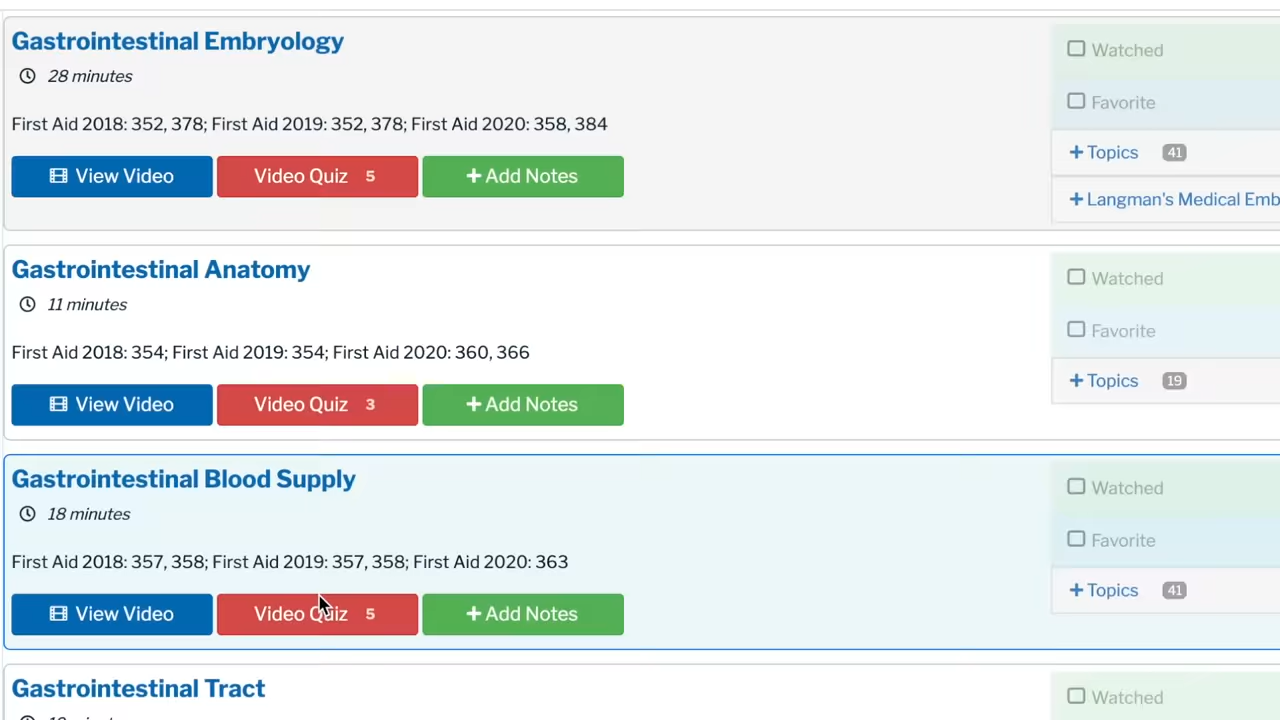 Gastrointestinal Embryology
Watched
28 minutes
Favorite
First Aid 2018: 352, 378; First Aid 2019: 352, 378; First Aid 2020: 358, 384
+ Topics 41
View Video Video Quiz 5 + Add Notes
+ Langman's Medical Emb
Gastrointestinal Anatomy
Watched
11 minutes
Favorite
First Aid 2018: 354; First Aid 2019: 354; First Aid 2020: 360, 366
+ Topics 19
View Video Video Quiz 3 + Add Notes
Gastrointestinal Blood Supply
Watched
18 minutes
Favorite
First Aid 2018: 357, 358; First Aid 2019: 357, 358; First Aid 2020: 363
+ Topics 41
View Video Video Quiz 5 + Add Notes
Gastrointestinal Tract
Watched